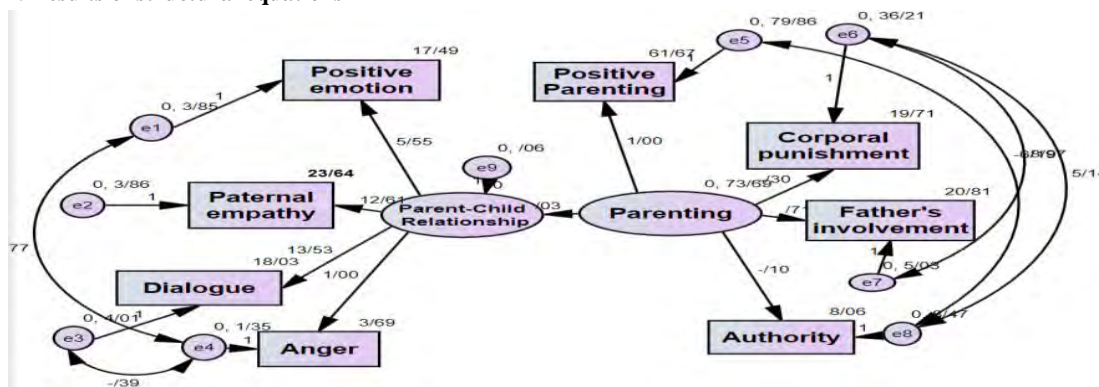 17/49
Positive
emotion
0, 3/85
1
e1
5/55
0, 3/86
e2
1
23/64
Paternal
empathy
12/61
0, /06
e9
Parent-Child
Relationship
/03
77
13/53
18/03
Dialogue
1/00
e3
1
0, 1/35
e4
1
3/69
Anger
-/39
61/67
1
Positive
Parenting
0, 79/86
e5
0, 36/21
e6
1
19/71
Corporal
punishment
1/00
/30
0, 73/69
Parenting
20/81
Father's
involvement
1
0, 5/03
e7
-/10
8/06
Authority
1
e8